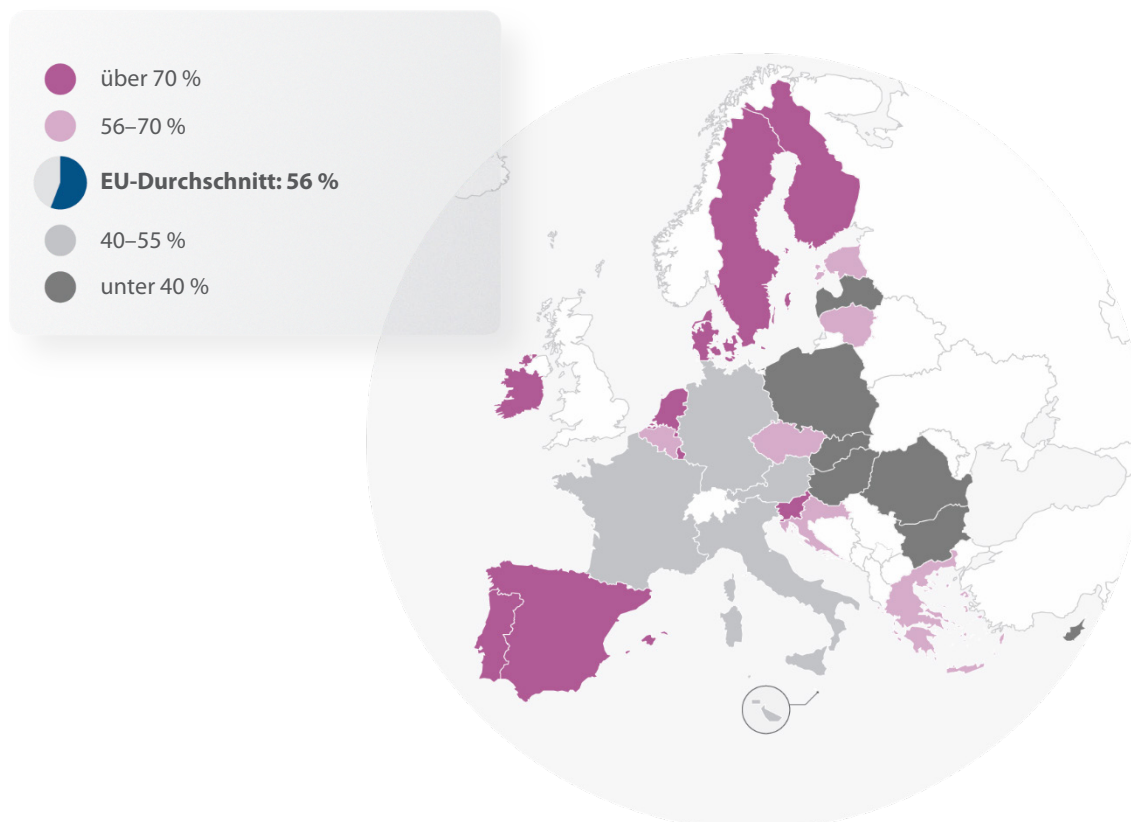 über 70 %
56–70 %
EU-Durchschnitt: 56 %
40–55 %
unter 40 %